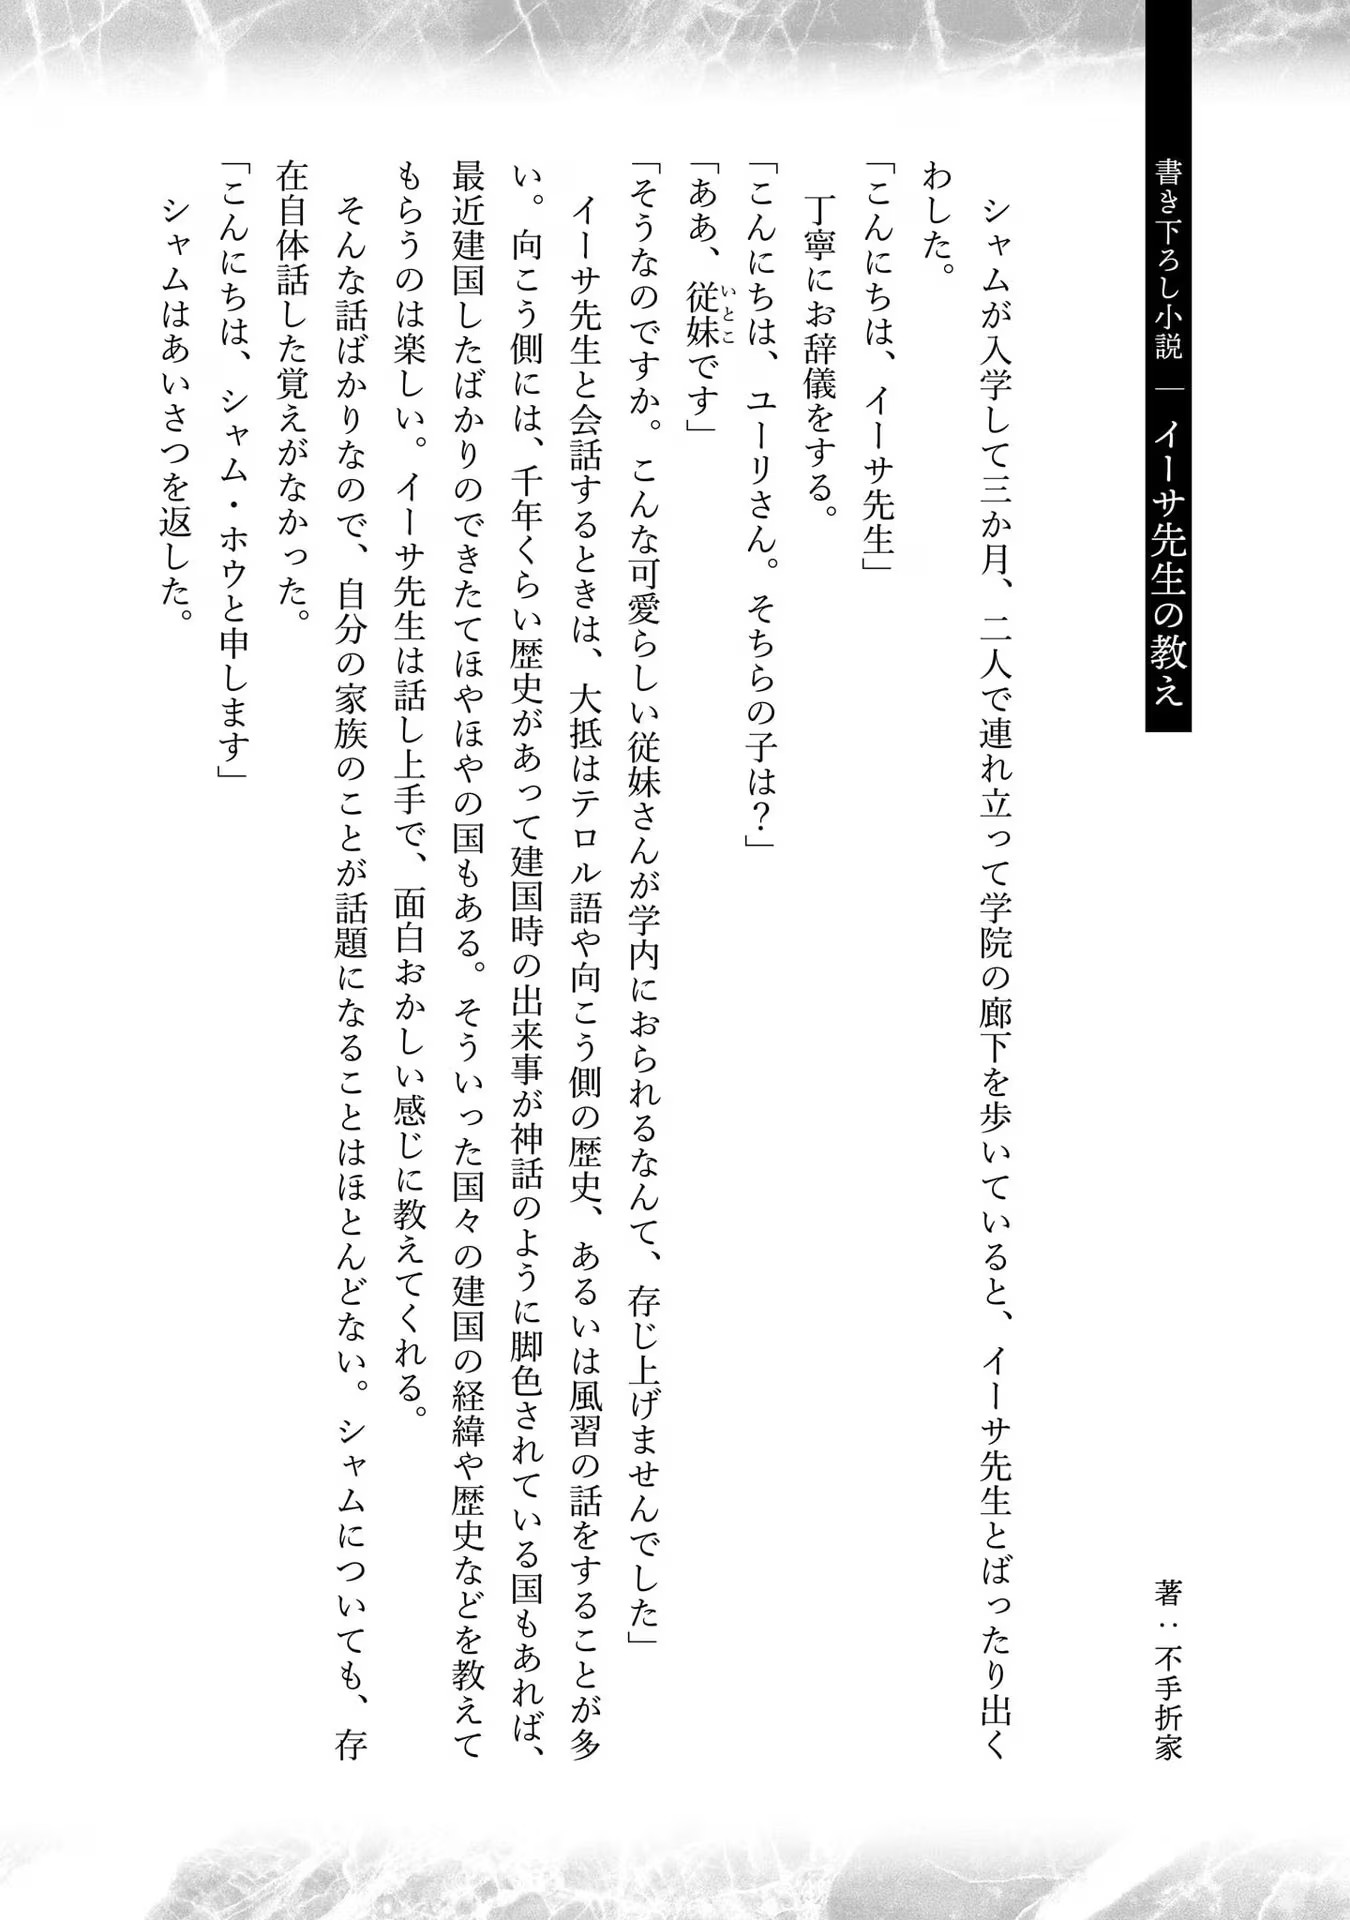 書き下ろし小説｜イーサ先生の教え
著：不手折家
シャムが入学して三か月、二人で連れ立って学院の廊下を歩いていると、イーサ先生とばったり出く
わした。
「こんにちは、イーサ先生」
丁寧にお辞儀をする。
「こんにちは、ユーリさん。そちらの子は？」
「ああ、従妹です」
いとこ
「そうなのですか。こんな可愛らしい従妹さんが学内におられるなんて、存じ上げませんでした」
イーサ先生と会話するときは、大抵はテロル語や向こう側の歴史、あるいは風習の話をすることが多
い。向こう側には、千年くらい歴史があって建国時の出来事が神話のように脚色されている国もあれば、
最近建国したばかりのできたてほやほやの国もある。そういった国々の建国の経緯や歴史などを教えて
もらうのは楽しい。イーサ先生は話し上手で、面白おかしい感じに教えてくれる。
そんな話ばかりなので、自分の家族のことが話題になることはほとんどない。シャムについても、存
在自体話した覚えがなかった。
「こんにちは、シャム・ホウと申します」
シャムはあいさつを返した。